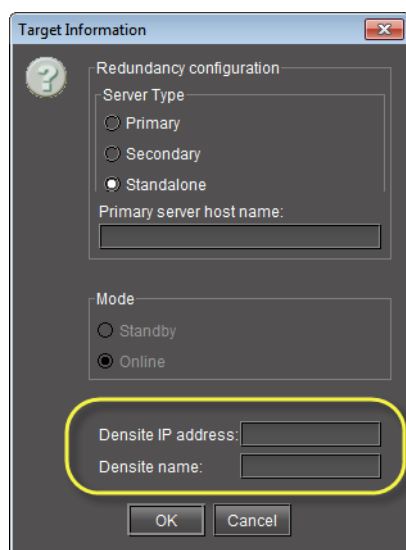 Target Information
Redundancy configuration
Server Type
Primary
Secondary
Standalone
Primary server host name:
Mode
Standby
Online
Densite IP address:
Densite name:
OK Cancel